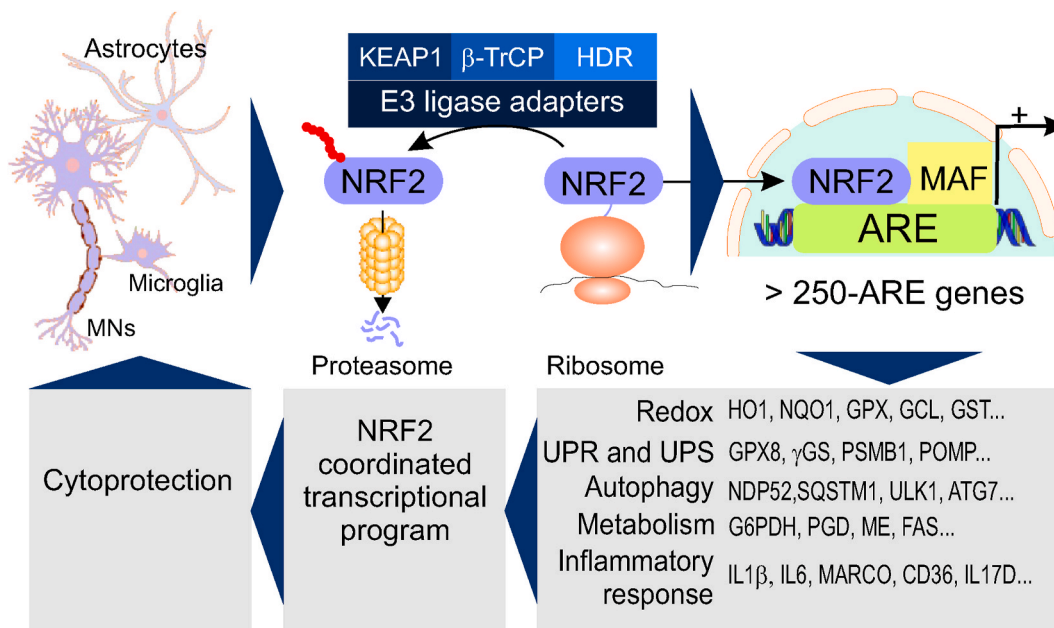 Astrocytes
Microglia
MNs
KEAP1 β-TrCP HDR
E3 ligase adapters
NRF2
NRF2
Proteasome
Ribosome
+
NRF2 MAF
ARE
> 250-ARE genes
Redox HO1, NQO1, GPX, GCL, GST...
UPR and UPS GPX8, γGS, PSMB1, POMP...
Autophagy NDP52,SQSTM1, ULK1, ATG7...
Metabolism G6PDH, PGD, ME, FAS...
Inflammatory
response IL1β, IL6, MARCO, CD36, IL17D...
NRF2
coordinated
transcriptional
program
Cytoprotection